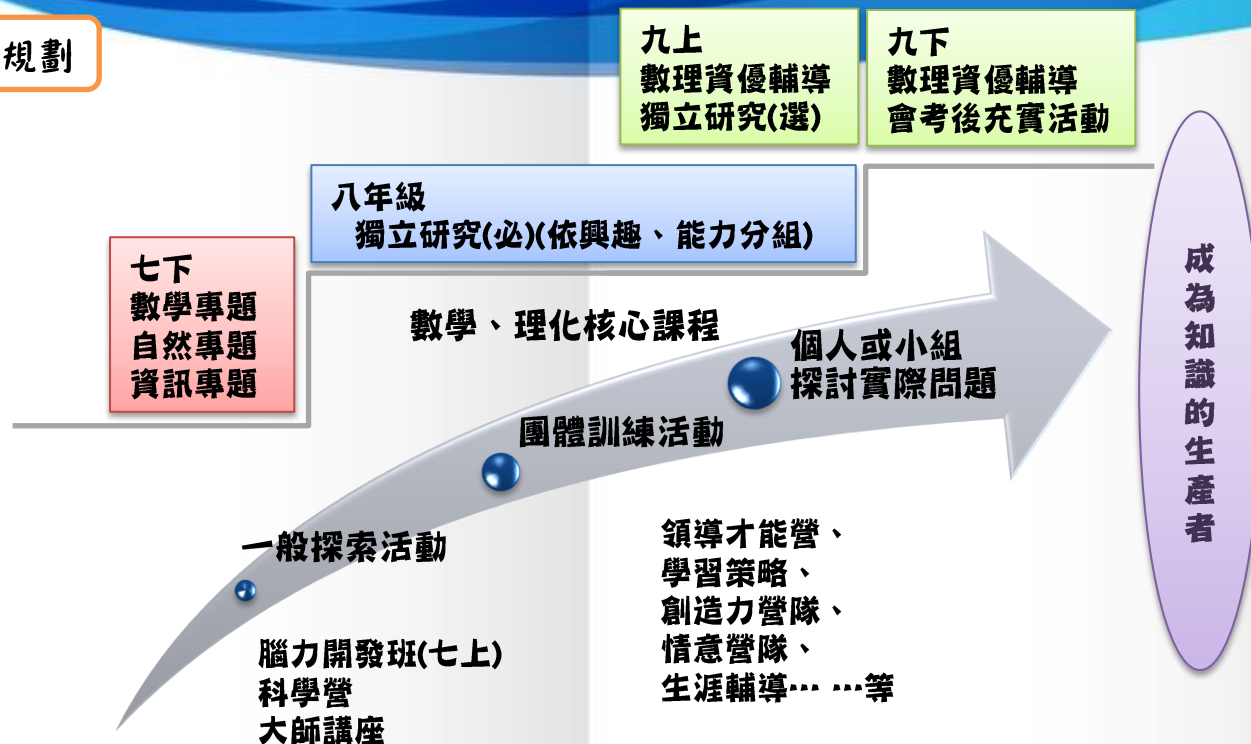 規劃
九上
數理資優輔導
獨立研究(選)
九下
數理資優輔導
會考後充實活動
八年級
獨立研究(必)(依興趣、能力分組)
七下
數學專題
自然專題
資訊專題
數學、理化核心課程
個人或小組
探討實際問題
團體訓練活動
一般探索活動
腦力開發班(七上)
科學營
大師講座
領導才能營、
學習策略、
創造力營隊、
情意營隊、
生涯輔導… …等
成為知識的生產者